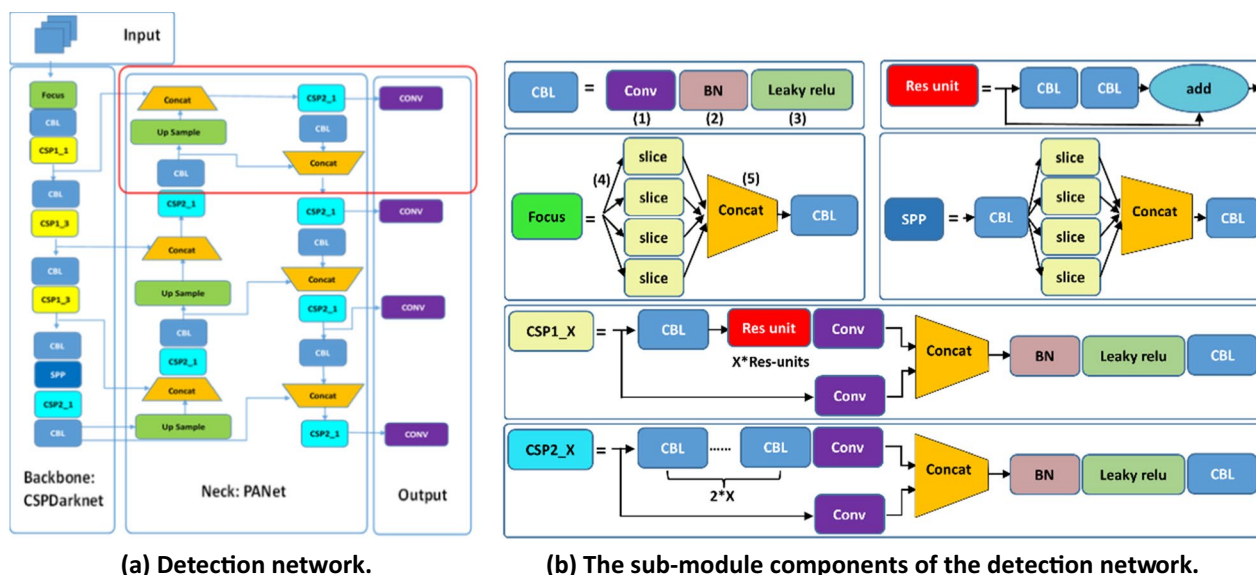 Input
Focus
CBL
CSP1_1
CBL
CSP1_3
CBL
CSP1_3
CBL
SPP
CSP2_1
CBL
Backbone:
CSPDarknet
Concat
Up Sample
CBL
CSP2_1
Concat
Up Sample
CBL
CSP2_1
Concat
Up Sample
CSP2_1
CBL
Concat
CSP2_1
CBL
Concat
CSP2_1
CBL
Concat
CSP2_1
Neck: PANet
CONV
CONV
CONV
CONV
Output
(a) Detection network.
CBL = Conv BN Leaky relu
(1) (2) (3)
Res unit = CBL CBL add
Focus =
(4)
slice
slice
slice
slice
(5)
Concat
CBL
SPP = CBL
slice
slice
slice
slice
Concat
CBL
CSP1_X = CBL Res unit Conv
X*Res-units
Conv
Concat
BN Leaky relu CBL
CSP2_X = CBL ...... CBL Conv
2*X
Conv
Concat
BN Leaky relu CBL
(b) The sub-module components of the detection network.